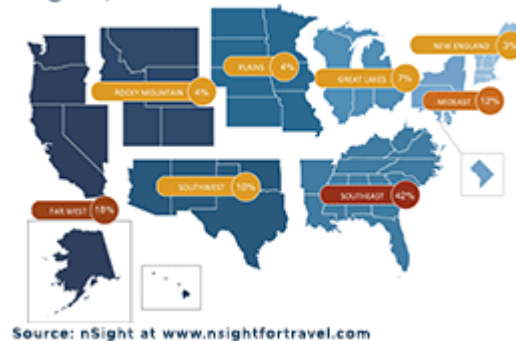 NEW ENGLAND 3%
PLAINS 4%
GREAT LAKES 7%
ROCKY MOUNTAIN 4%
MIDEAST 12%
SOUTHWEST 10%
SOUTHEAST 42%
FAR WEST 18%
Source: nSight at www.nsightfortravel.com